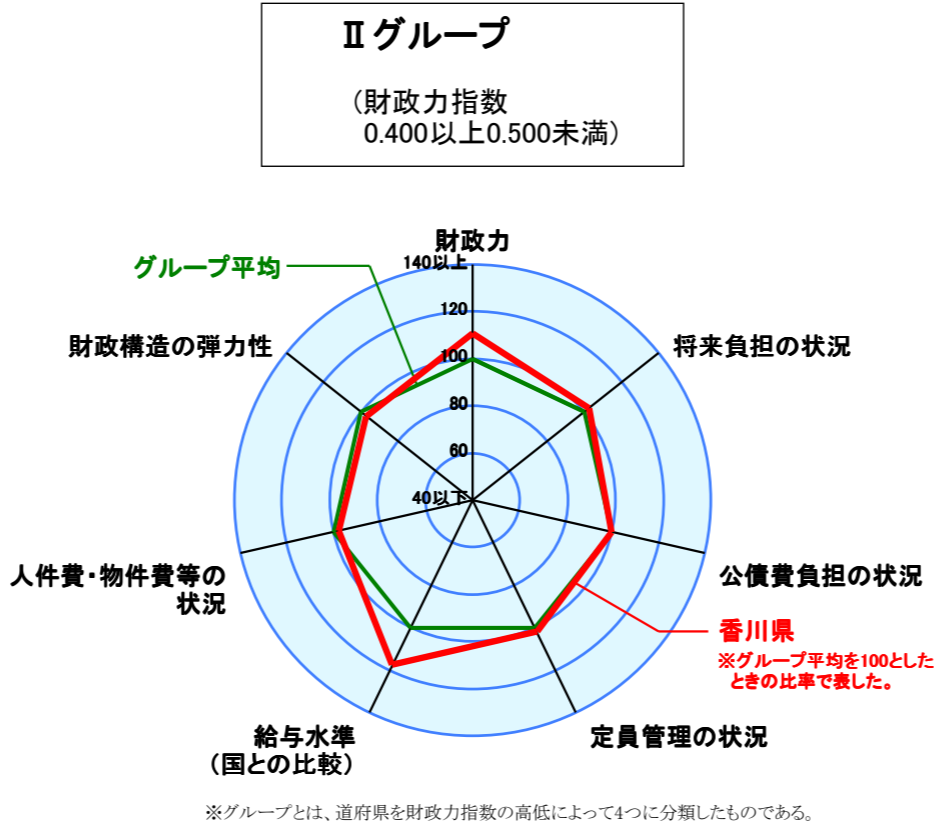 Ⅱグループ
(財政力指数
0.400以上0.500未満)
財政力
140以上
グループ平均
120
財政構造の弾力性
将来負担の状況
100
80
60
40以下
人件費・物件費等の
状況
公債費負担の状況
香川県
※グループ平均を100とした
ときの比率で表した。
給与水準
(国との比較)
定員管理の状況
※グループとは、道府県を財政力指数の高低によって4つに分類したものである。